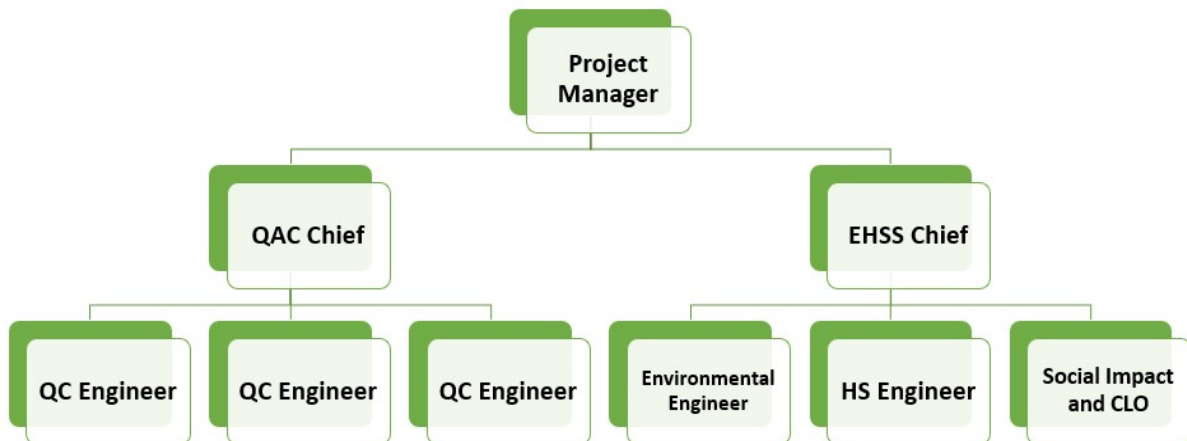 Project
Manager
QAC Chief
EHSS Chief
QC Engineer
QC Engineer
QC Engineer
Environmental
Engineer
HS Engineer
Social Impact
and CLO